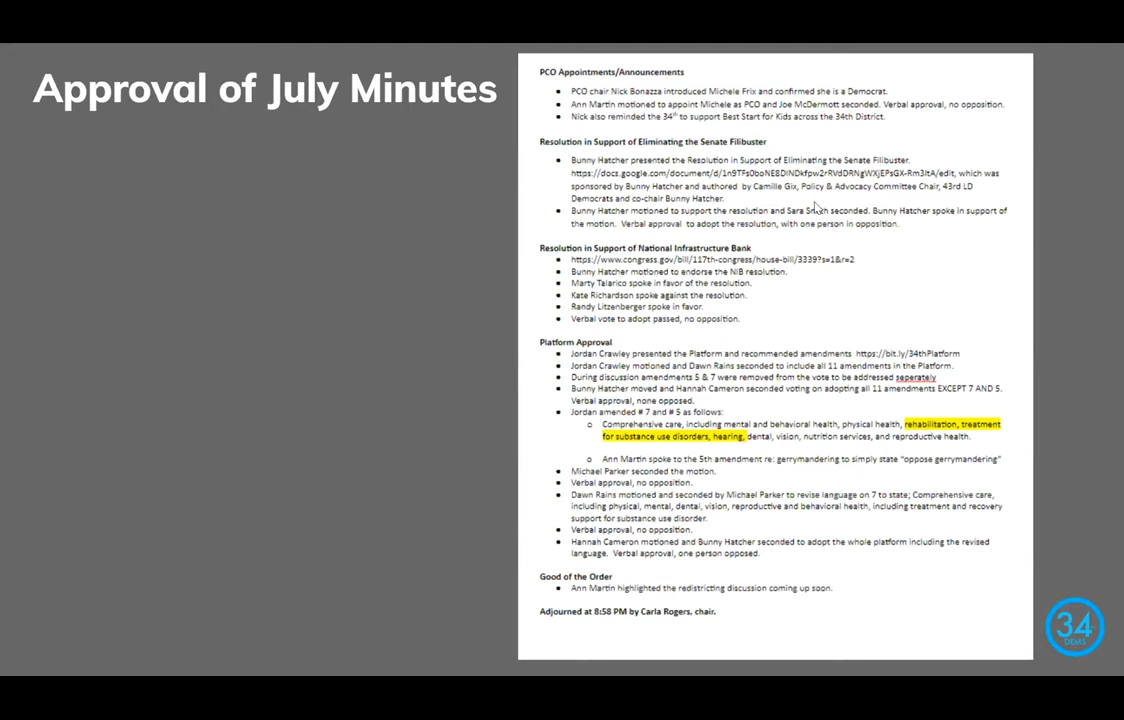 Approval of July Minutes
PCO Appointments/Announcements
• PCO chair Nick Bonazza introduced Michele Frix and confirmed she is a Democrat.
• Ann Martin motioned to appoint Michele as PCO and Joe McDermott seconded. Verbal approval, no opposition.
• Nick also reminded the 34th to support Best Start for Kids across the 34th District.
Resolution in Support of Eliminating the Senate Filibuster
• Bunny Hatcher presented the Resolution in Support of Eliminating the Senate Filibuster.
which was
sponsored by Bunny Hatcher and authored by Camille Gix, Policy & Advocacy Committee Chair, 43rd LD
Democrats and co-chair Bunny Hatcher.
• Bunny Hatcher motioned to support the resolution and Sara seconded. Bunny Hatcher spoke in support of
the motion. Verbal approval to adopt the resolution, with one person in opposition.
Resolution in Support of National Infrastructure Bank
• https://www.congress.gov/bill/117th-congress/house-bill/3339?s=1&r=2
• Bunny Hatcher motioned to endorse the NIB resolution.
• Marty Talarico spoke in favor of the resolution.
• Kate Richardson spoke against the resolution.
• Randy Litzenberger spoke in favor.
• Verbal vote to adopt passed, no opposition.
Platform Approval
• Jordan Crawley presented the Platform and recommended amendments https://bit.ly/34thPlatform
• Jordan Crawley motioned and Dawn Rains seconded to include all 11 amendments in the Platform.
• During discussion amendments 5 & 7 were removed from the vote to be addressed seperately
• Bunny Hatcher moved and Hannah Cameron seconded voting on adopting all 11 amendments EXCEPT 7 AND 5.
Verbal approval, none opposed.
• Jordan amended # 7 and # 5 as follows:
o Comprehensive care, including mental and behavioral health, physical health, rehabilitation, treatment
for substance use disorders, hearing, dental, vision, nutrition services, and reproductive health.
o Ann Martin spoke to the 5th amendment re: gerrymandering to simply state “oppose gerrymandering”
• Michael Parker seconded the motion.
• Verbal approval, no opposition.
• Dawn Rains motioned and seconded by Michael Parker to revise language on 7 to state; Comprehensive care,
including physical, mental, dental, vision, reproductive and behavioral health, including treatment and recovery
support for substance use disorder.
• Verbal approval, no opposition.
• Hannah Cameron motioned and Bunny Hatcher seconded to adopt the whole platform including the revised
language. Verbal approval, one person opposed.
Good of the Order
• Ann Martin highlighted the redistricting discussion coming up soon.
Adjourned at 8:58 PM by Carla Rogers, chair.
34
DEMS